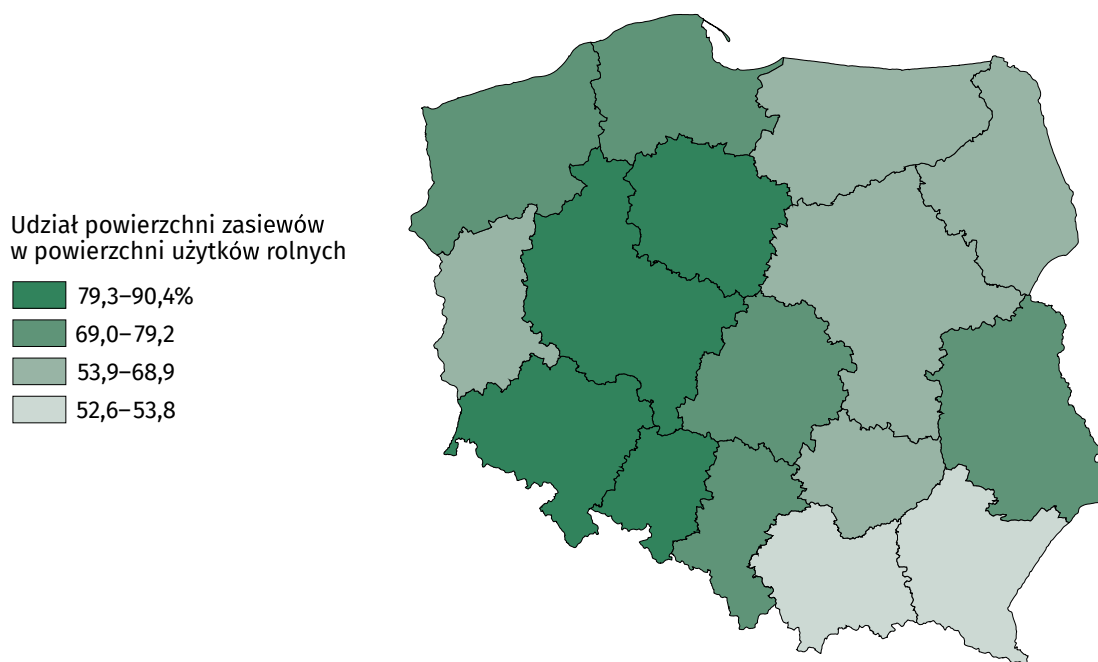 Udział powierzchni zasiewów
w powierzchni użytków rolnych
79,3–90,4%
69,0–79,2
53,9–68,9
52,6–53,8